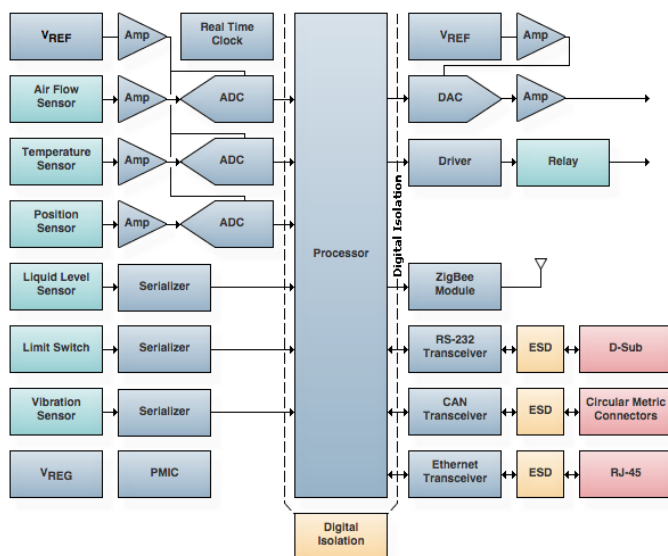 VREF
Amp
Real Time
Clock
VREF
Amp
Air Flow
Sensor
Amp
ADC
DAC
Amp
Temperature
Sensor
Amp
ADC
Driver
Relay
Position
Sensor
Amp
ADC
Processor
Digital Isolation
Liquid Level
Sensor
Serializer
ZigBee
Module
Limit Switch
Serializer
RS-232
Transceiver
ESD
D-Sub
Vibration
Sensor
Serializer
CAN
Transceiver
ESD
Circular Metric
Connectors
VREG
PMIC
Ethernet
Transceiver
ESD
RJ-45
Digital
Isolation